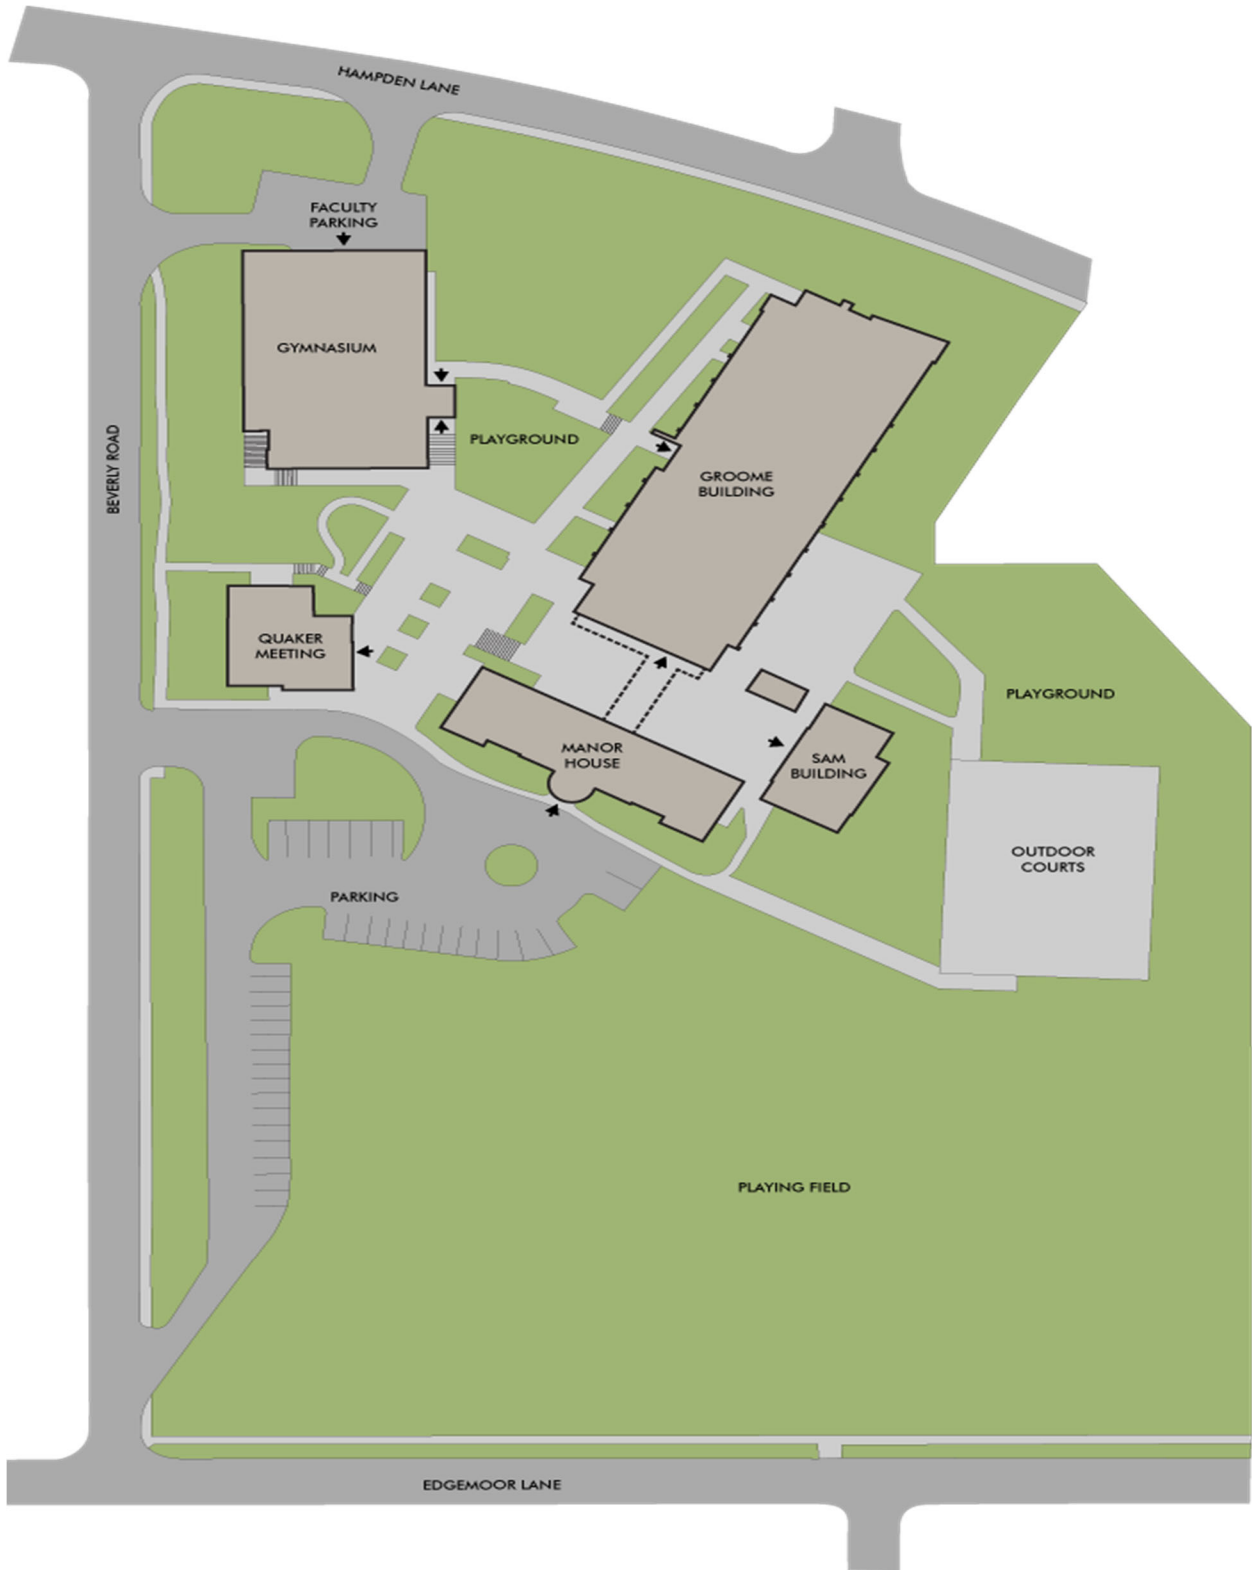 HAMPDEN LANE
FACULTY
PARKING
GYMNASIUM
BEVERLY ROAD
PLAYGROUND
GROOME
BUILDING
QUAKER
MEETING
PLAYGROUND
MANOR
HOUSE
SAM
BUILDING
OUTDOOR
COURTS
PARKING
PLAYING FIELD
EDGEMOOR LANE